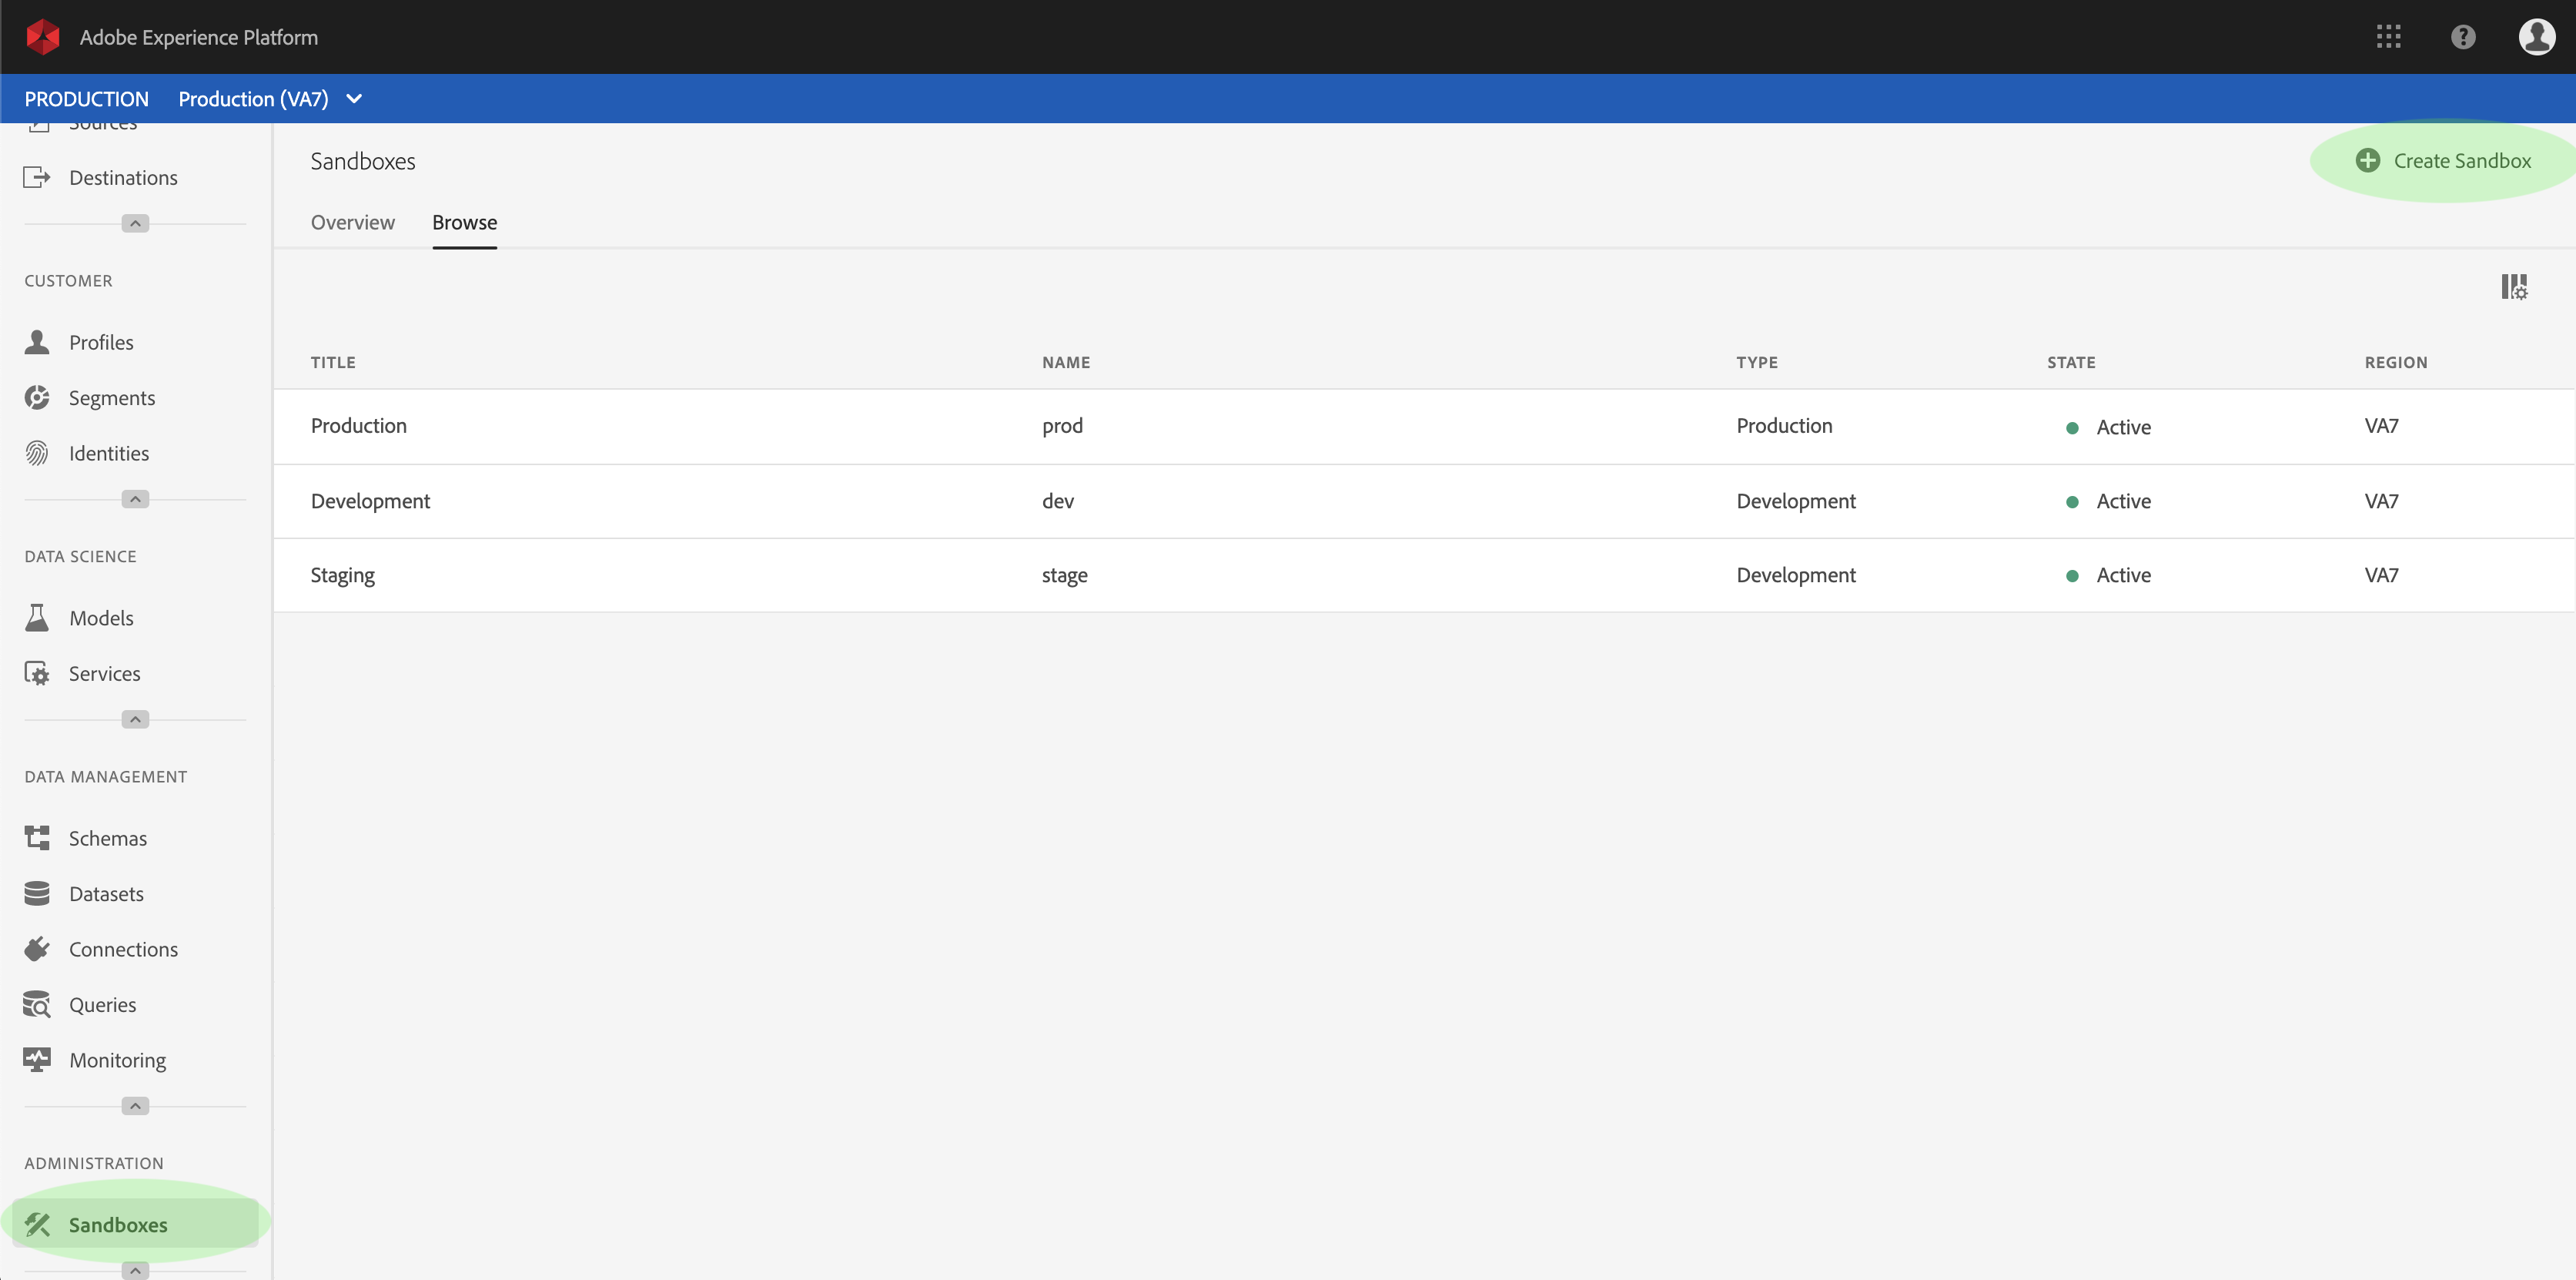 Adobe Experience Platform
PRODUCTION Production (VA7)
Sources
Destinations
CUSTOMER
Profiles
Segments
Identities
DATA SCIENCE
Models
Services
DATA MANAGEMENT
Schemas
Datasets
Connections
Queries
Monitoring
ADMINISTRATION
Sandboxes
Sandboxes
Create Sandbox
Overview Browse
TITLE NAME TYPE STATE REGION
Production prod Production Active VA7
Development dev Development Active VA7
Staging stage Development Active VA7